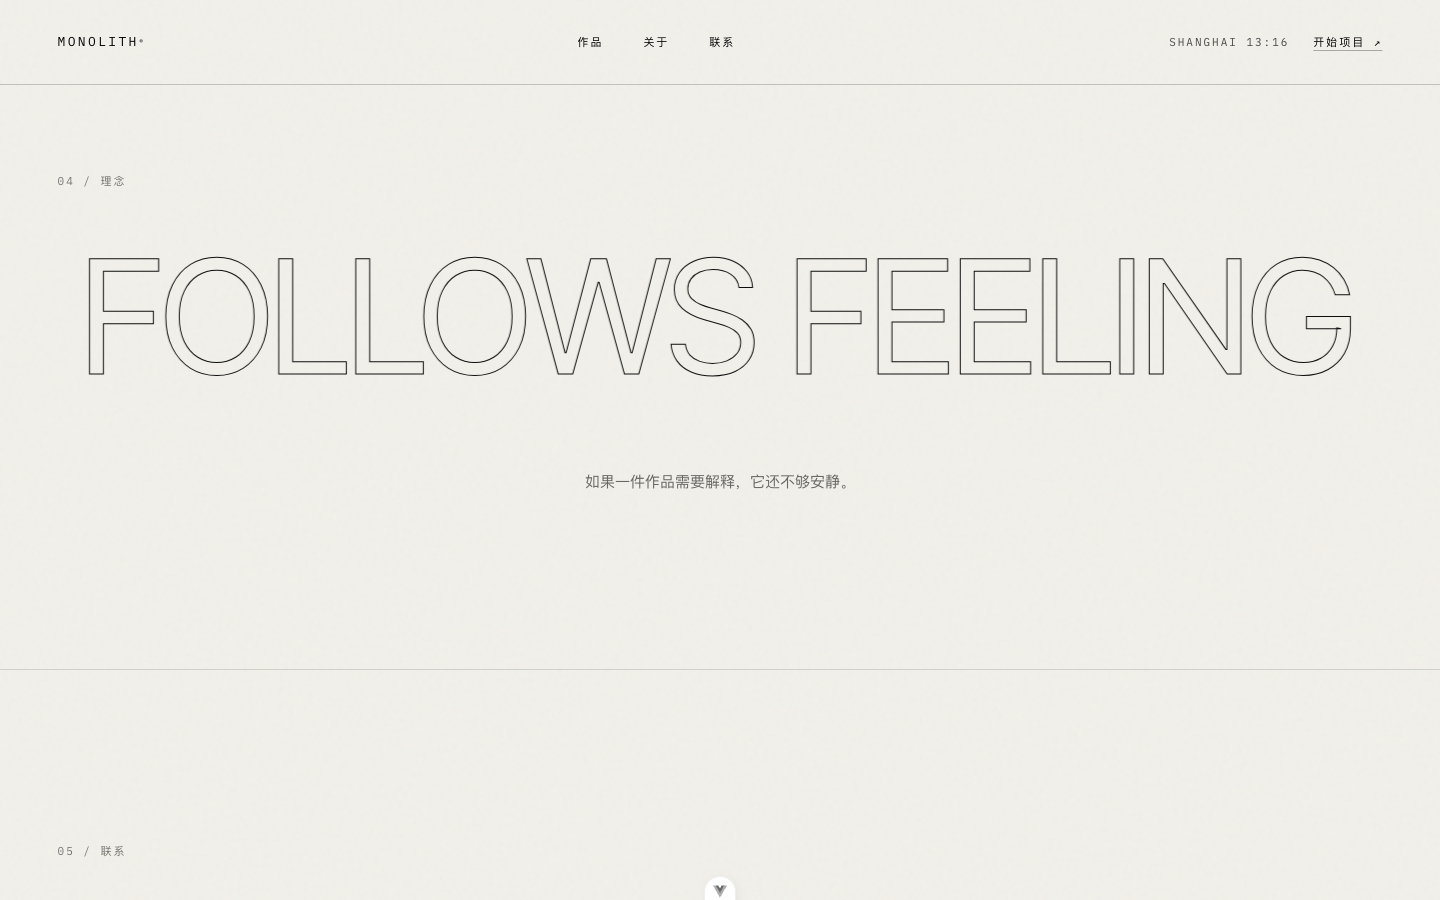 MONOLITH®
作品
关于
联系
SHANGHAI 13:16
开始项目 ↗
04 / 理念
FOLLOWS FEELING
如果一件作品需要解释，它还不够安静。
05 / 联系